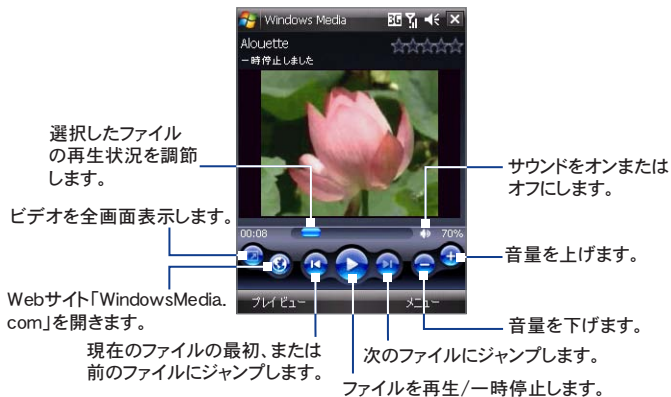 Windows Media
3G
Alouette
一時停止しました
選択したファイル
の再生状況を調節
します。
サウンドをオンまたは
オフにします。
ビデオを全画面表示します。
00:08
70%
音量を上げます。
Webサイト「WindowsMedia.
com」を開きます。
プレイ ビュー
メニュー
音量を下げます。
現在のファイルの最初、または
前のファイルにジャンプします。
次のファイルにジャンプします。
ファイルを再生/一時停止します。